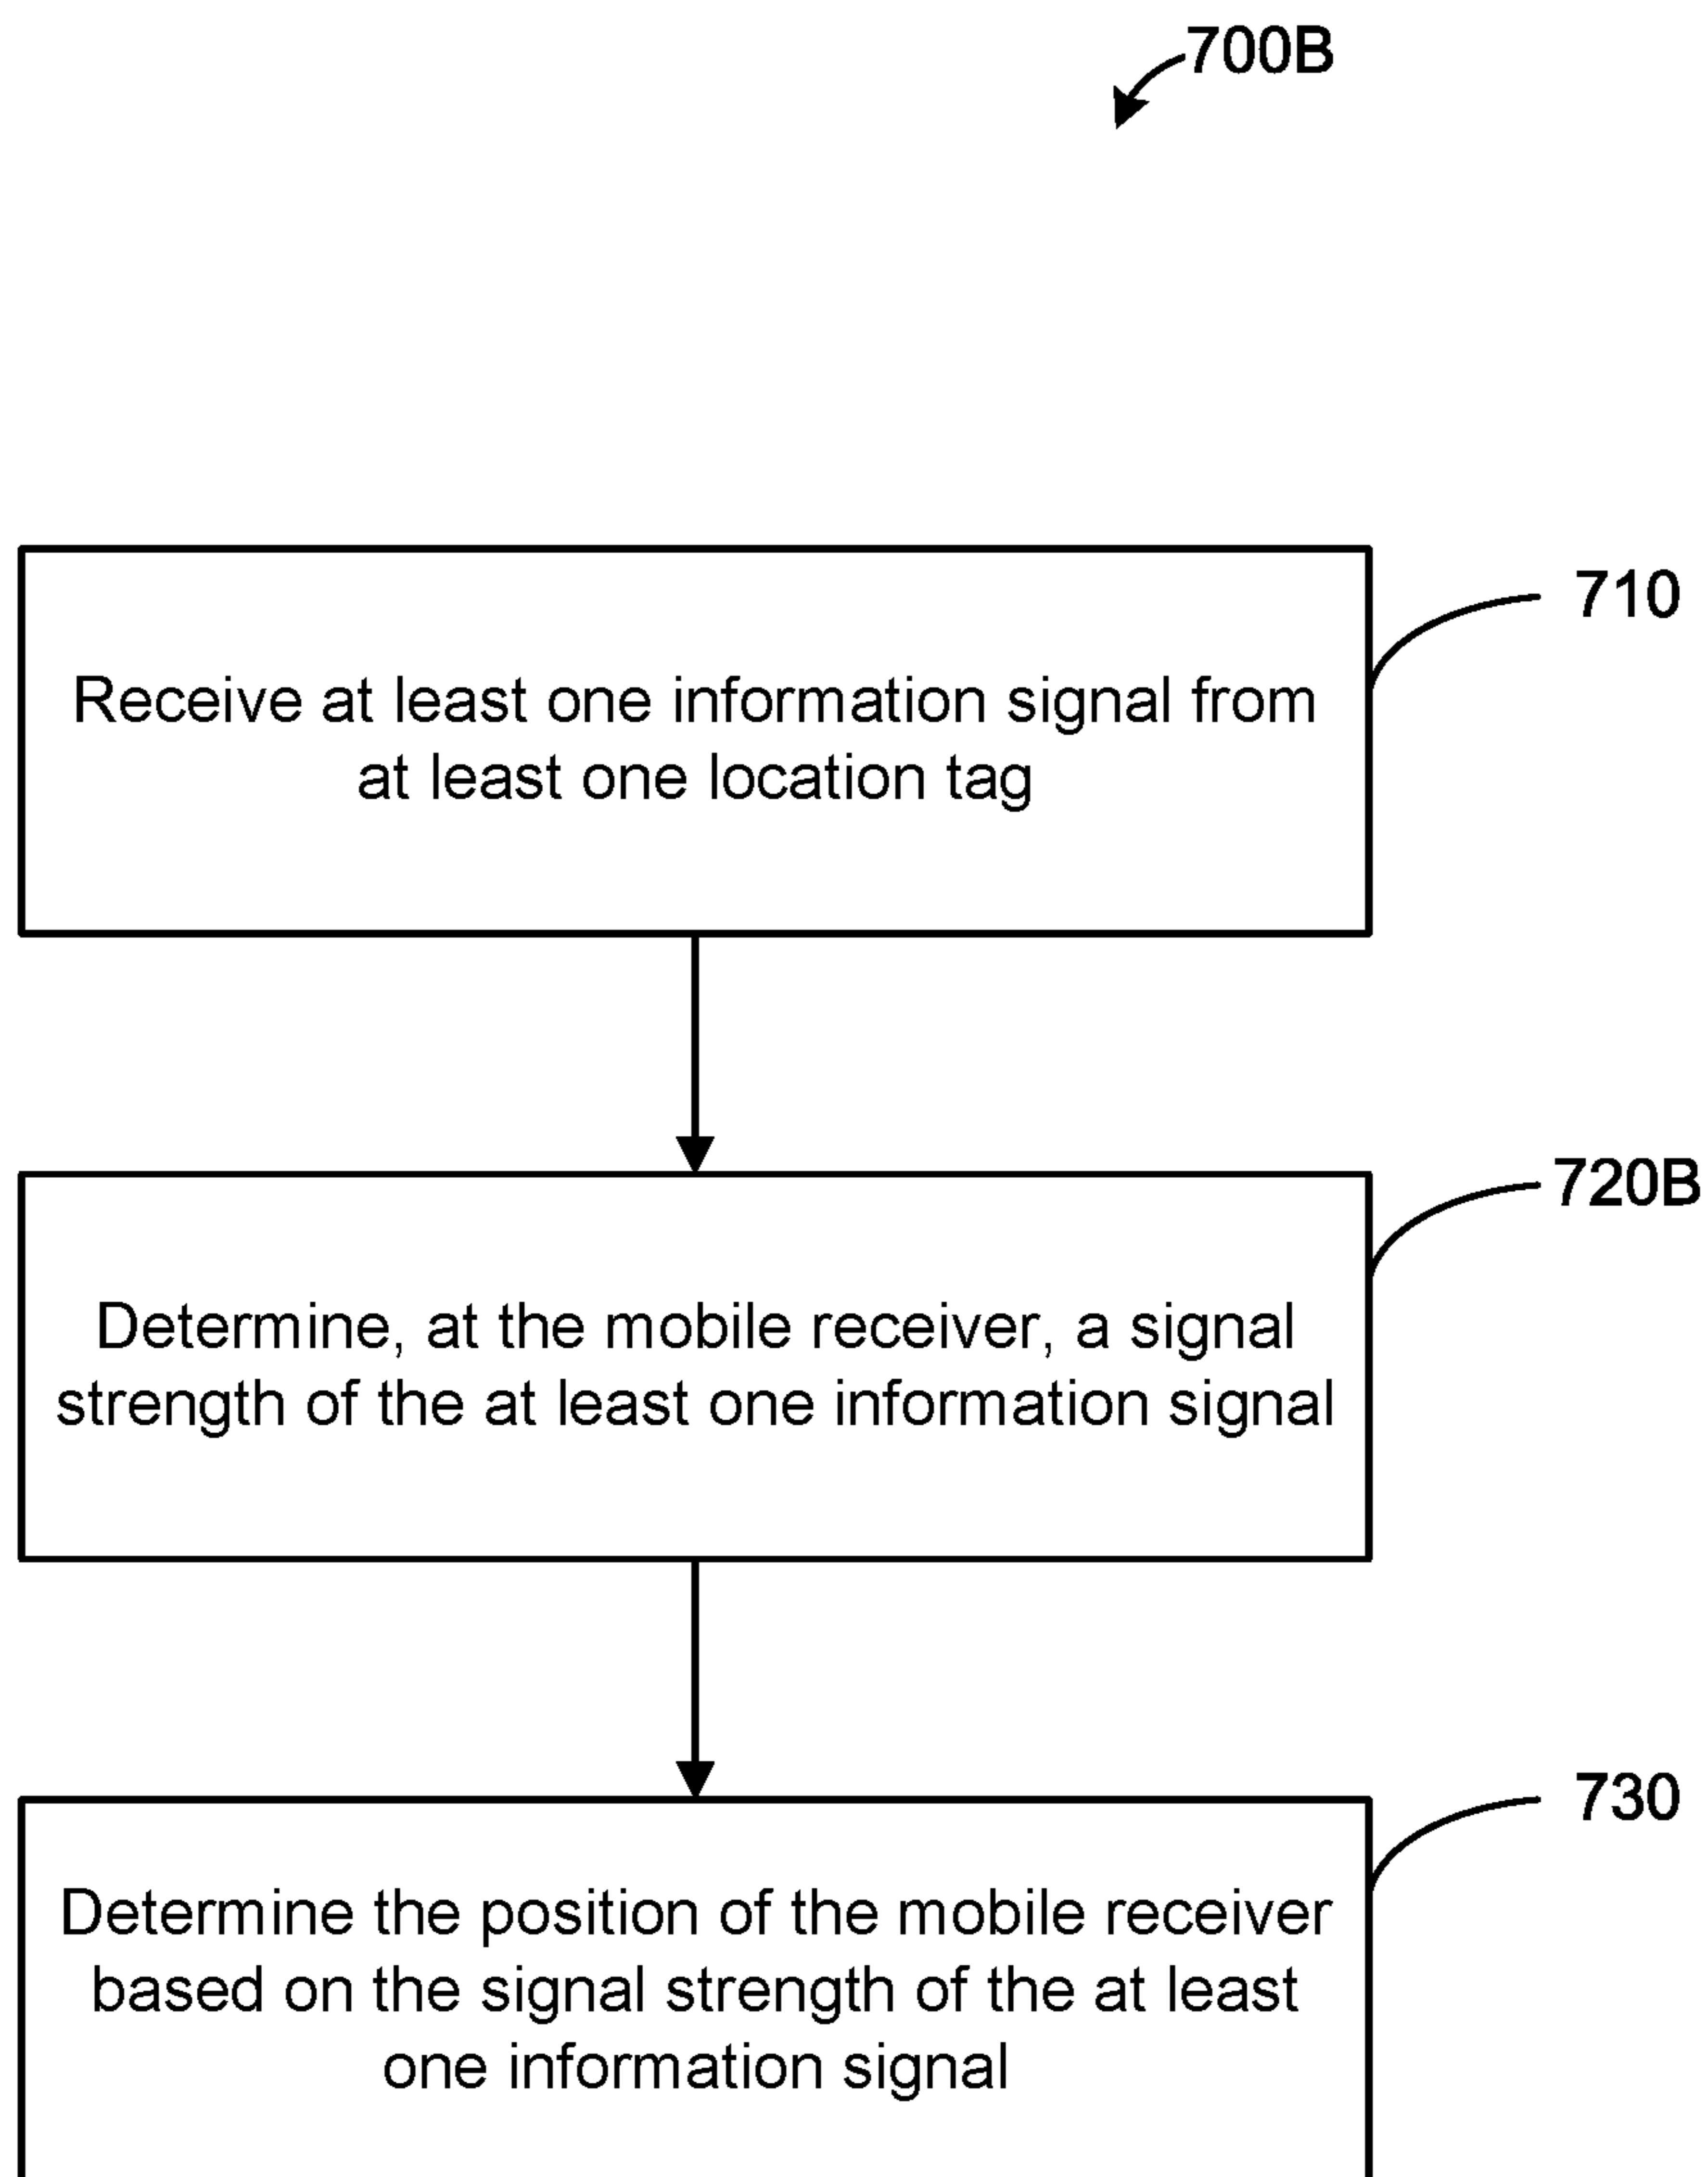 700B
710
Receive at least one information signal from
at least one location tag
720B
Determine, at the mobile receiver, a signal
strength of the at least one information signal
730
Determine the position of the mobile receiver
based on the signal strength of the at least
one information signal